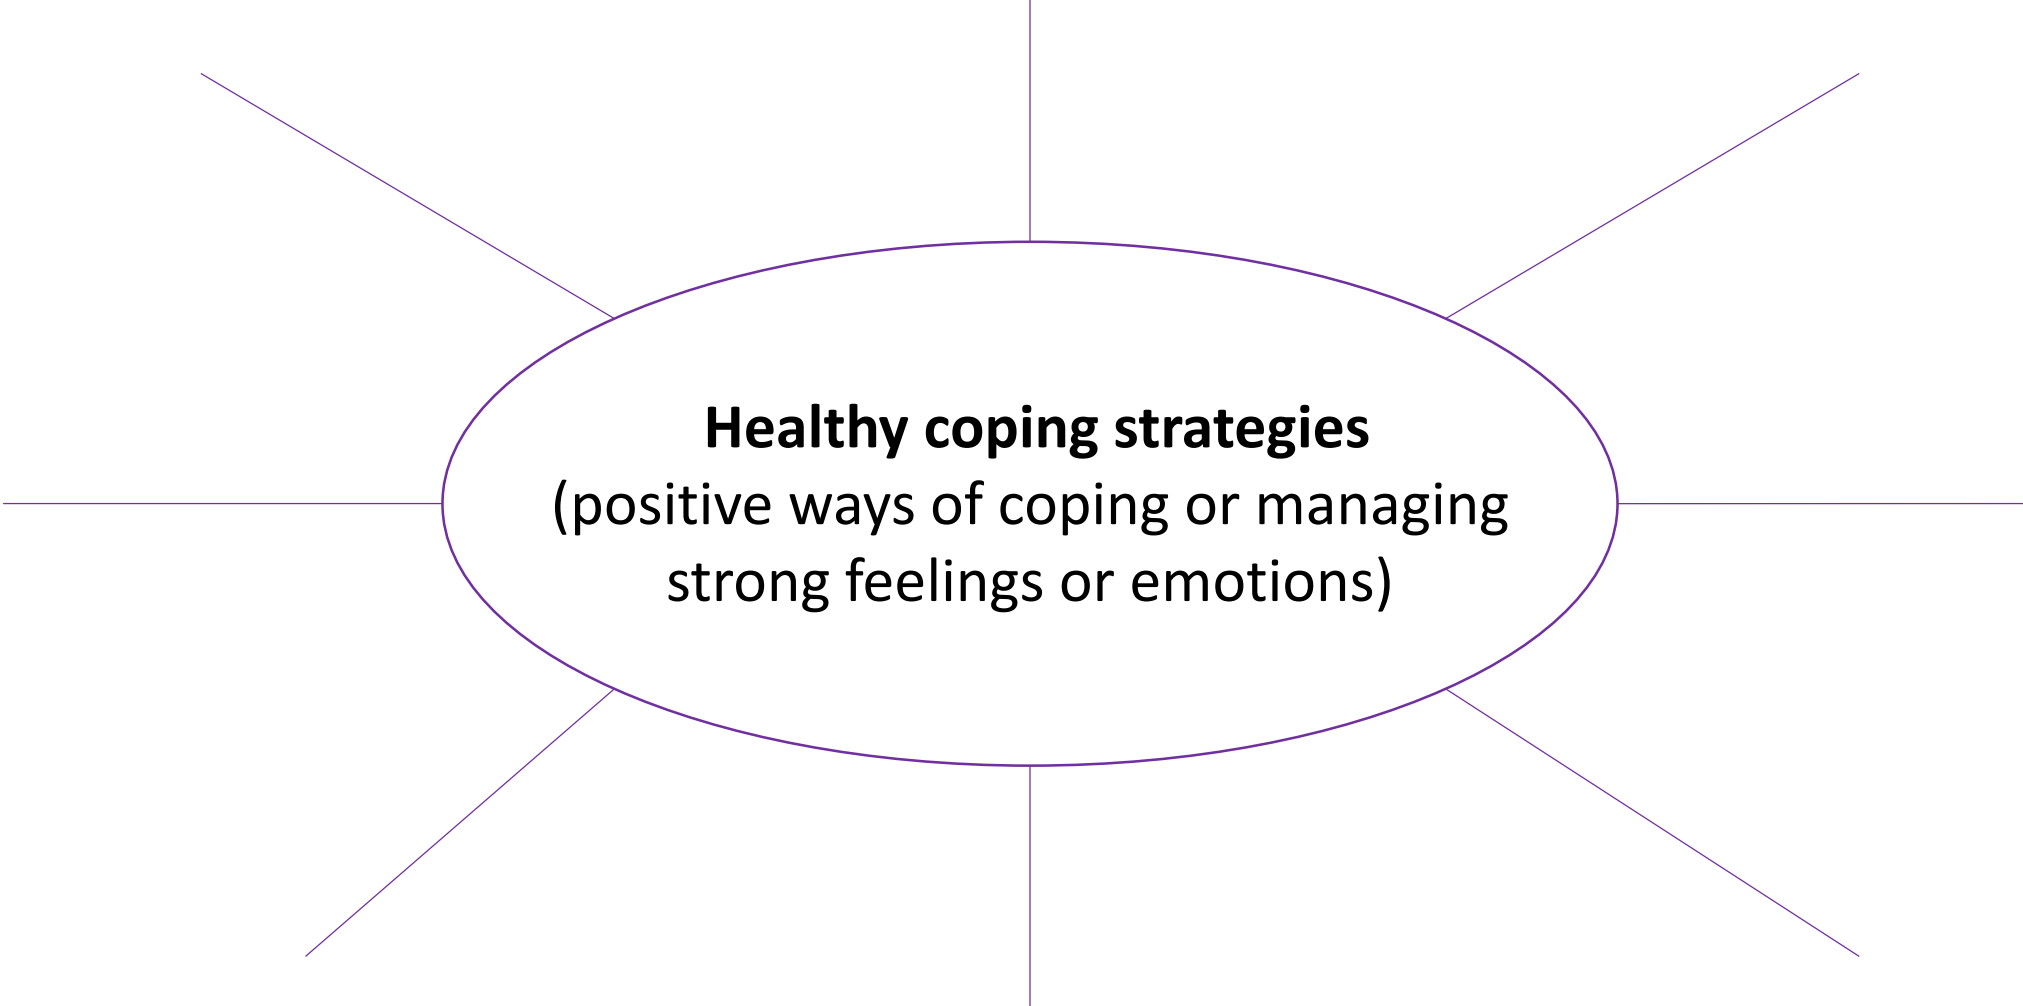 Healthy coping strategies
(positive ways of coping or managing
strong feelings or emotions)